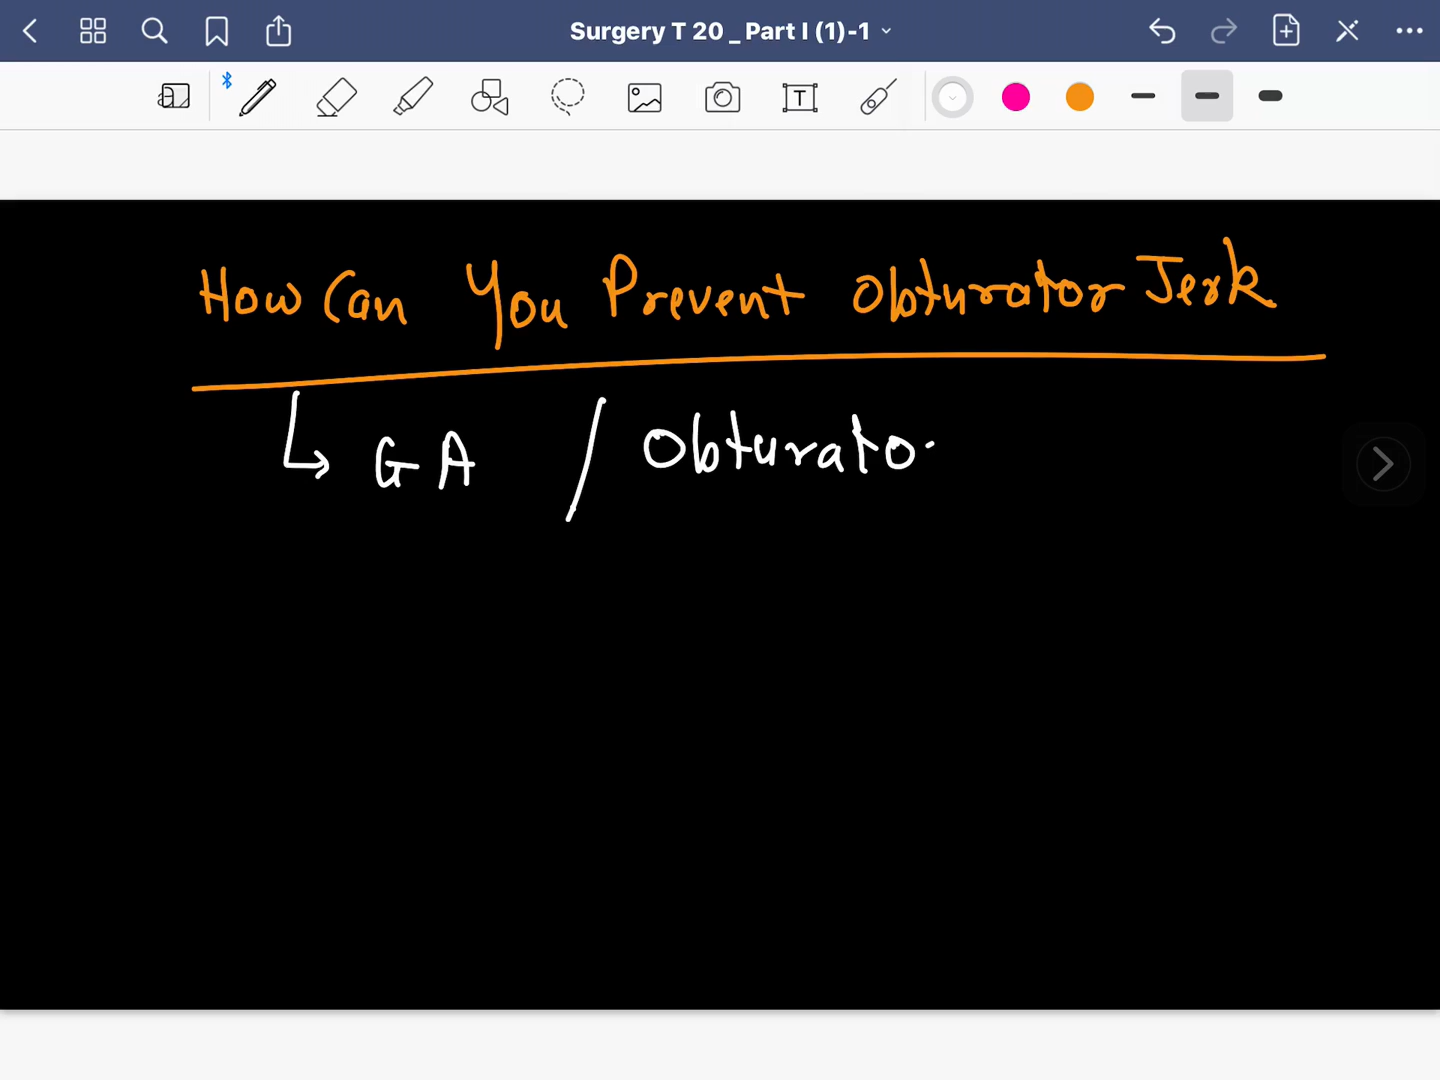 Surgery T 20 _ Part I (1)-1
T
How Can You Prevent Obturator Jerk
GA / Obturato